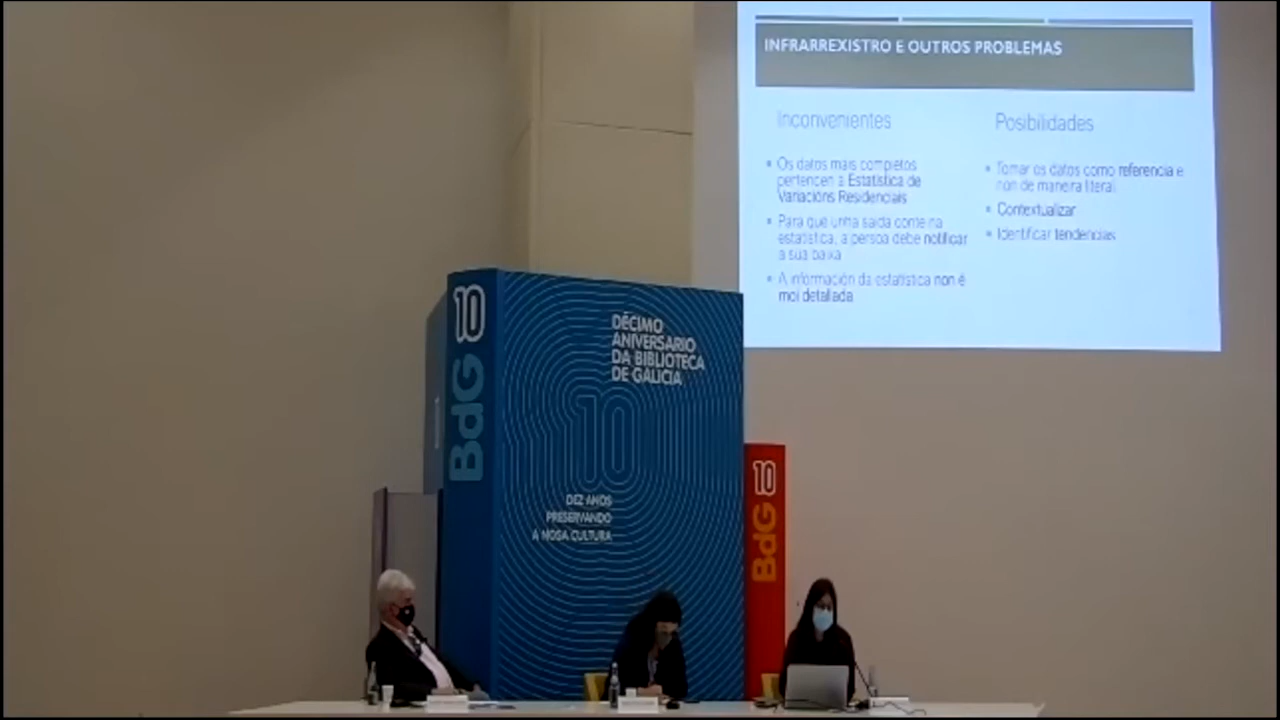 INFRARREXISTRO E OUTROS PROBLEMAS
Inconvenientes
Os datos mais completos
pertencen á Estatística de
Variacións Residenciais
Para que unha saída conte na
estatística, a persoa debe notificar
a súa baixa
A información da estatística non é
moi detallada
Posibilidades
Tomar os datos como referencia e
non de maneira literal
Contextualizar
Identificar tendencias
10
BdG
DÉCIMO
ANIVERSARIO
DA BIBLIOTECA
DE GALICIA
10
DEZ ANOS
PRESERVANDO
A NOSA CULTURA
10
BdG